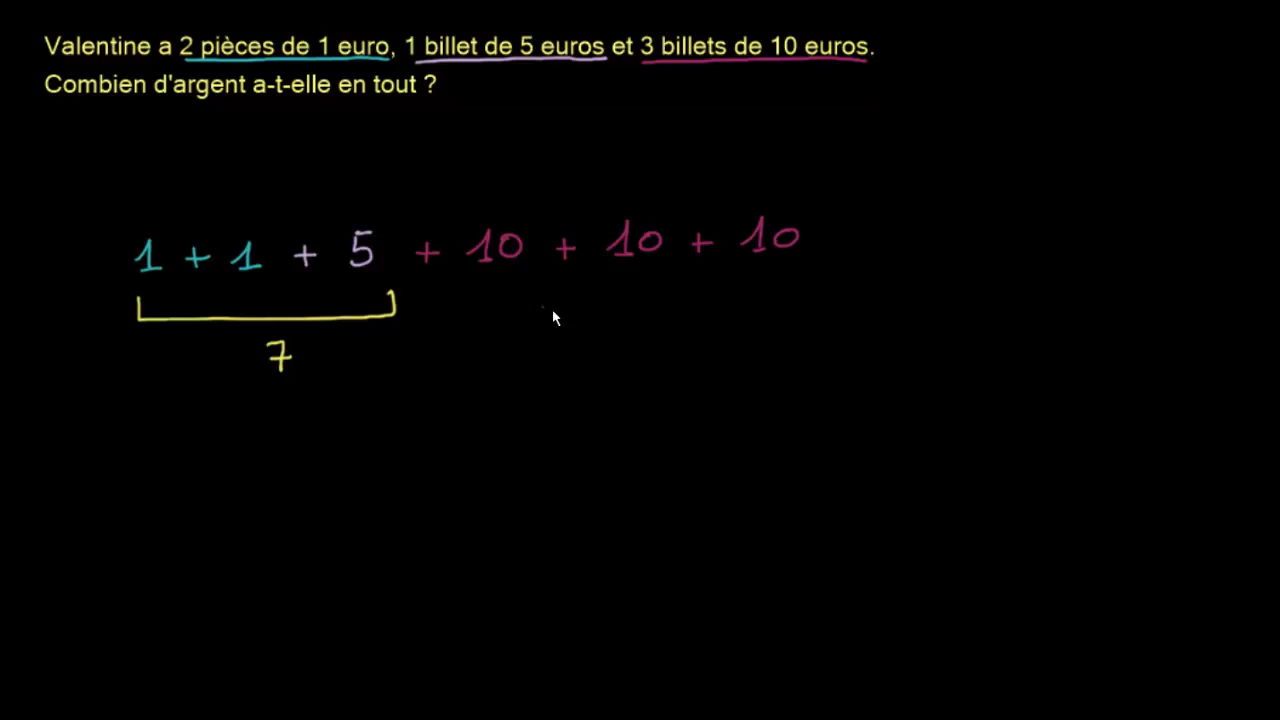 Valentine a 2 pièces de 1 euro, 1 billet de 5 euros et 3 billets de 10 euros.
Combien d'argent a-t-elle en tout ?
1 + 1 + 5 + 10 + 10 + 10
7